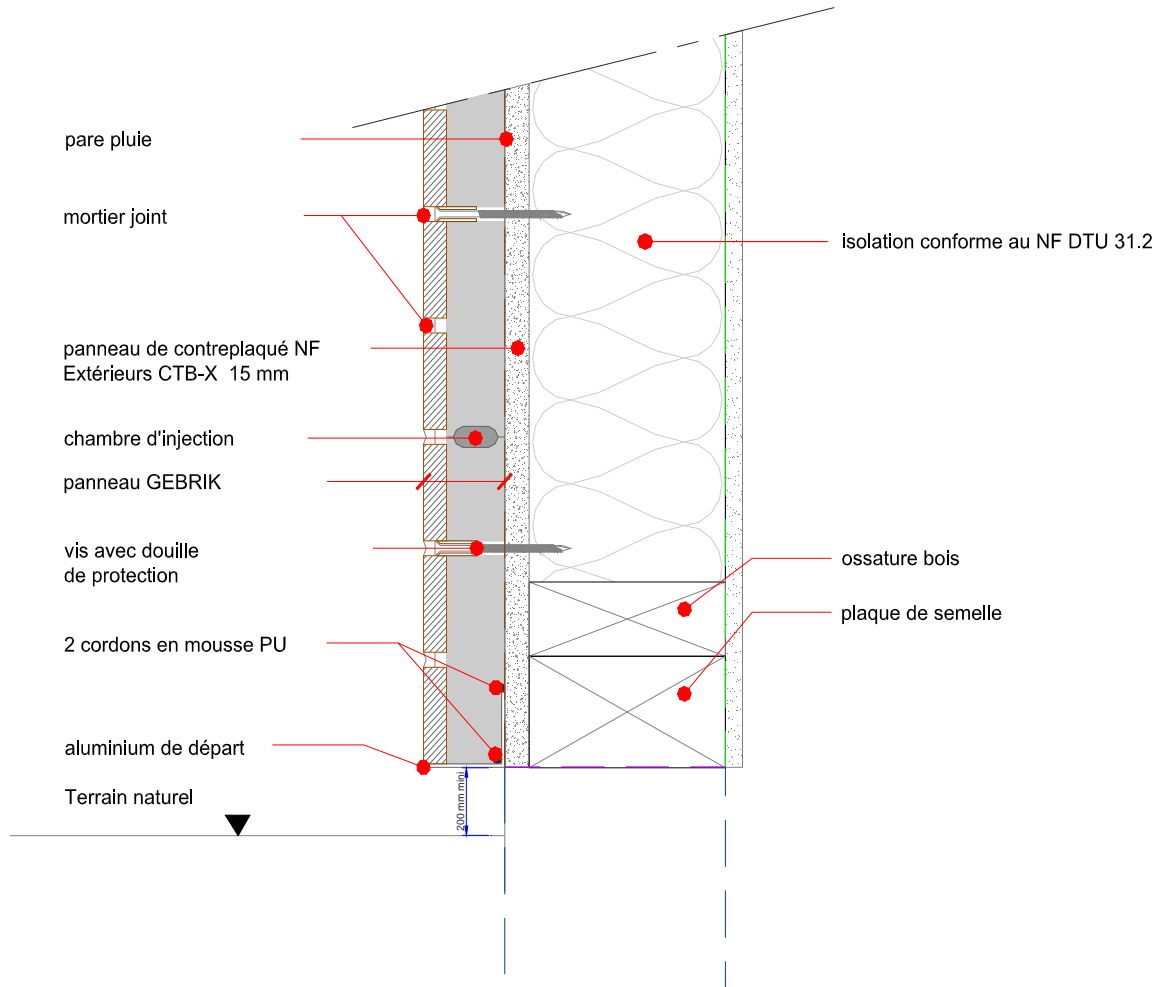 pare pluie
mortier joint
isolation conforme au NF DTU 31.2
panneau de contreplaqué NF
Extérieurs CTB-X 15 mm
chambre d'injection
panneau GEBRIK
vis avec douille
de protection
ossature bois
plaque de semelle
2 cordons en mousse PU
aluminium de départ
Terrain naturel
200 mm mini